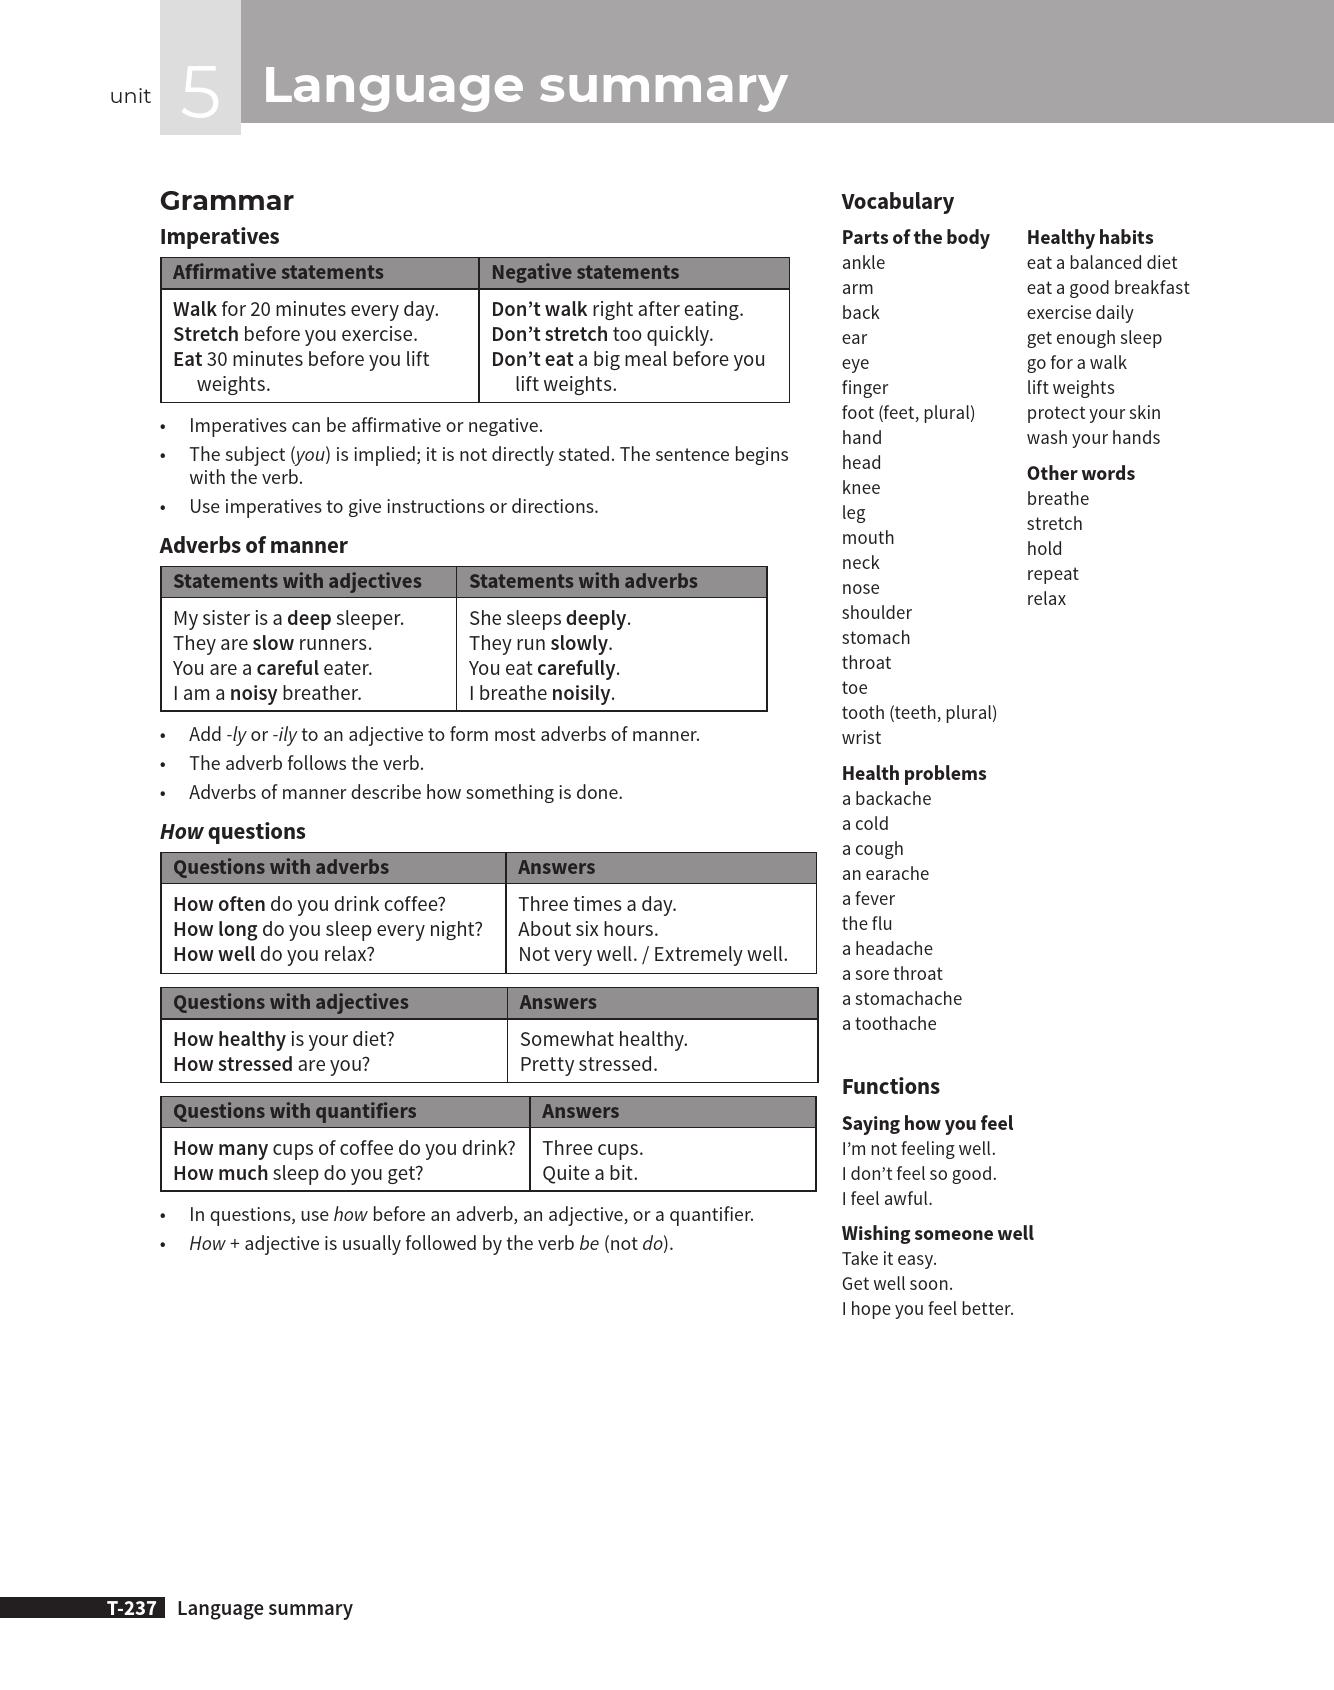 unit 5 Language summary
Grammar
Imperatives
Affirmative statements Negative statements
Walk for 20 minutes every day. Don’t walk right after eating.
Stretch before you exercise. Don’t stretch too quickly.
Eat 30 minutes before you lift Don’t eat a big meal before you
weights. lift weights.
• Imperatives can be affirmative or negative.
• The subject (you) is implied; it is not directly stated. The sentence begins
with the verb.
• Use imperatives to give instructions or directions.
Adverbs of manner
Statements with adjectives Statements with adverbs
My sister is a deep sleeper. She sleeps deeply.
They are slow runners. They run slowly.
You are a careful eater. You eat carefully.
I am a noisy breather. I breathe noisily.
• Add -ly or -ily to an adjective to form most adverbs of manner.
• The adverb follows the verb.
• Adverbs of manner describe how something is done.
How questions
Questions with adverbs Answers
How often do you drink coffee? Three times a day.
How long do you sleep every night? About six hours.
How well do you relax? Not very well. / Extremely well.
Questions with adjectives Answers
How healthy is your diet? Somewhat healthy.
How stressed are you? Pretty stressed.
Questions with quantifiers Answers
How many cups of coffee do you drink? Three cups.
How much sleep do you get? Quite a bit.
• In questions, use how before an adverb, an adjective, or a quantifier.
• How + adjective is usually followed by the verb be (not do).
Vocabulary
Parts of the body
ankle
arm
back
ear
eye
finger
foot (feet, plural)
hand
head
knee
leg
mouth
neck
nose
shoulder
stomach
throat
toe
tooth (teeth, plural)
wrist
Health problems
a backache
a cold
a cough
an earache
a fever
the flu
a headache
a sore throat
a stomachache
a toothache
Healthy habits
eat a balanced diet
eat a good breakfast
exercise daily
get enough sleep
go for a walk
lift weights
protect your skin
wash your hands
Other words
breathe
stretch
hold
repeat
relax
Functions
Saying how you feel
I’m not feeling well.
I don’t feel so good.
I feel awful.
Wishing someone well
Take it easy.
Get well soon.
I hope you feel better.
T-237 Language summary